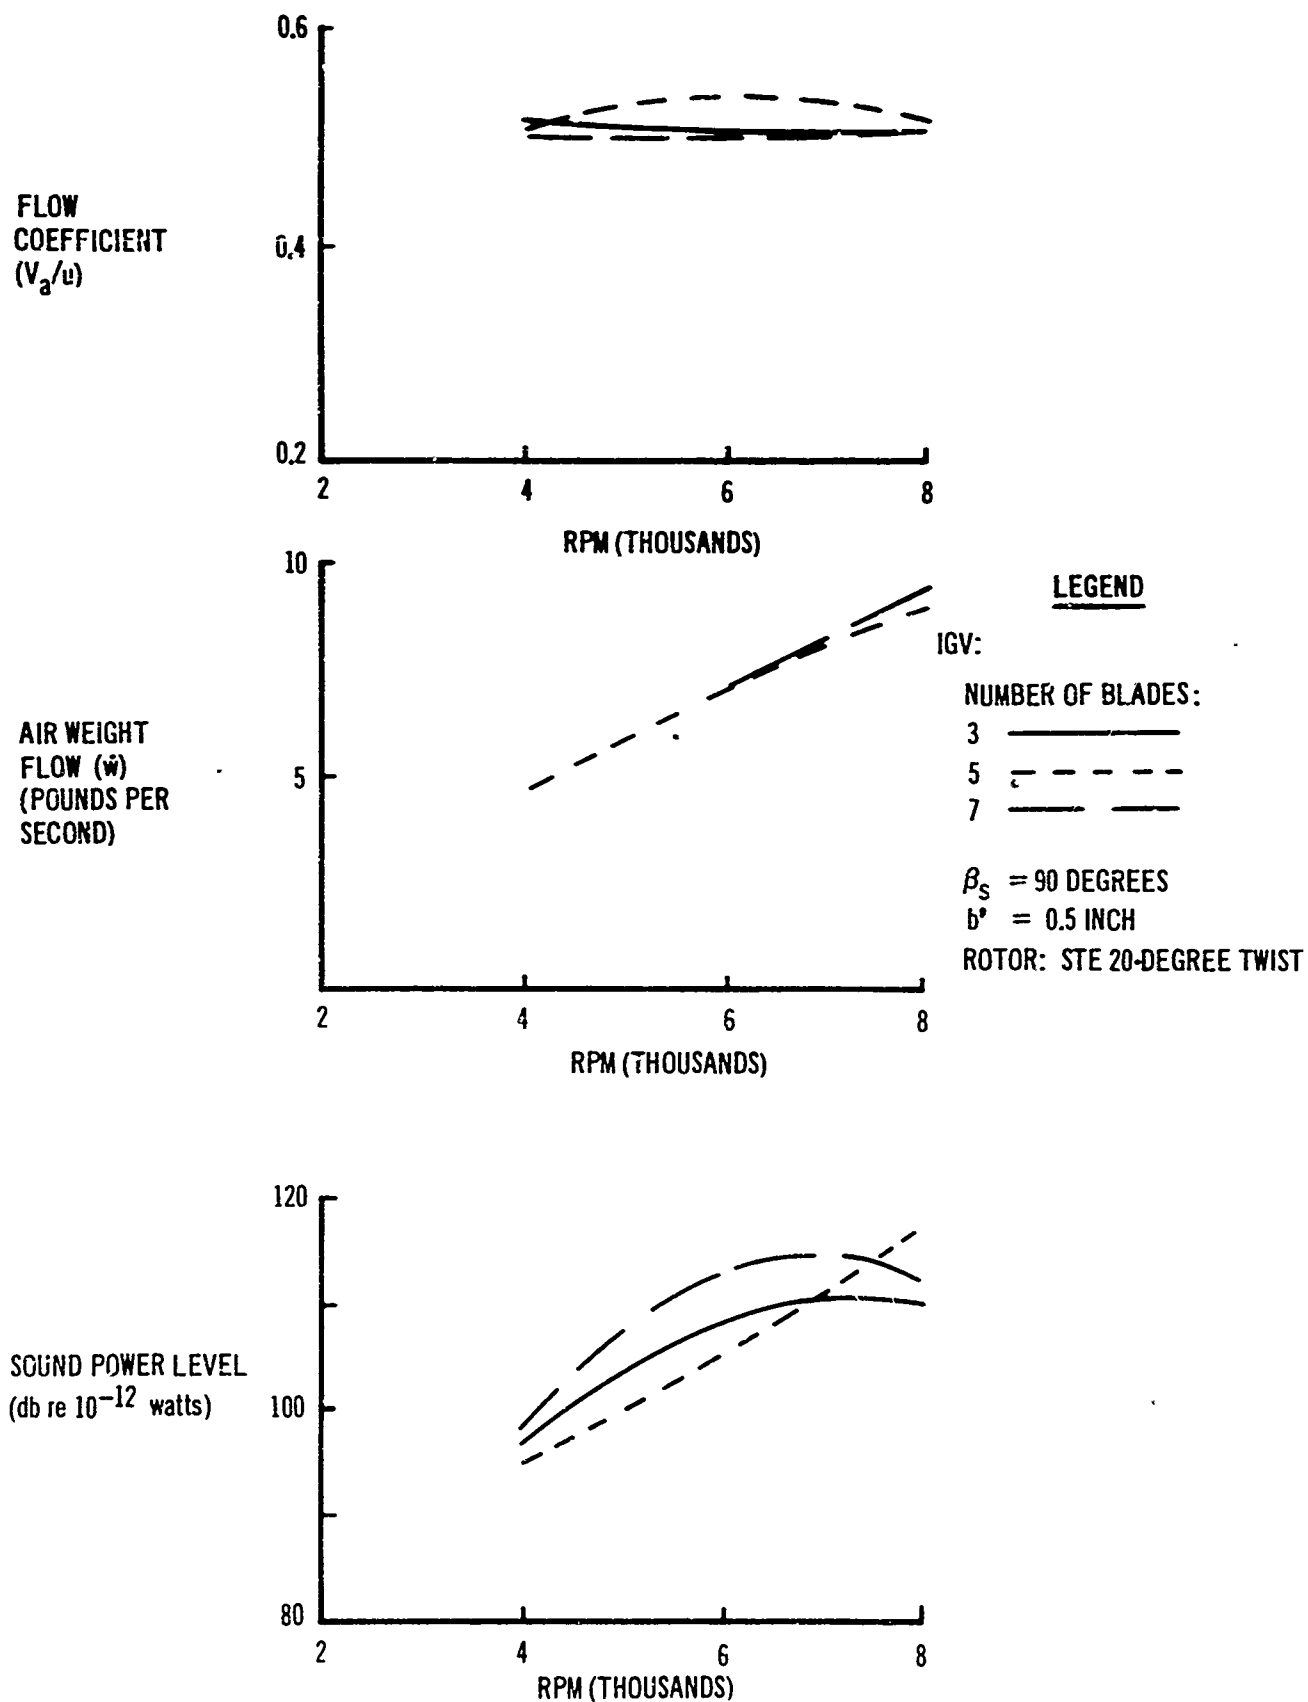 0.6
FLOW
COEFFICIENT
(Vₐ/u)
0.4
0.2
2 4 6 8
RPM (THOUSANDS)
10
AIR WEIGHT
FLOW (ẇ)
(POUNDS PER
SECOND)
5
2 4 6 8
RPM (THOUSANDS)
LEGEND
IGV:
NUMBER OF BLADES:
3
5
7
βₛ = 90 DEGREES
b' = 0.5 INCH
ROTOR: STE 20-DEGREE TWIST
120
SOUND POWER LEVEL
(db re 10⁻¹² watts)
100
80
2 4 6 8
RPM (THOUSANDS)